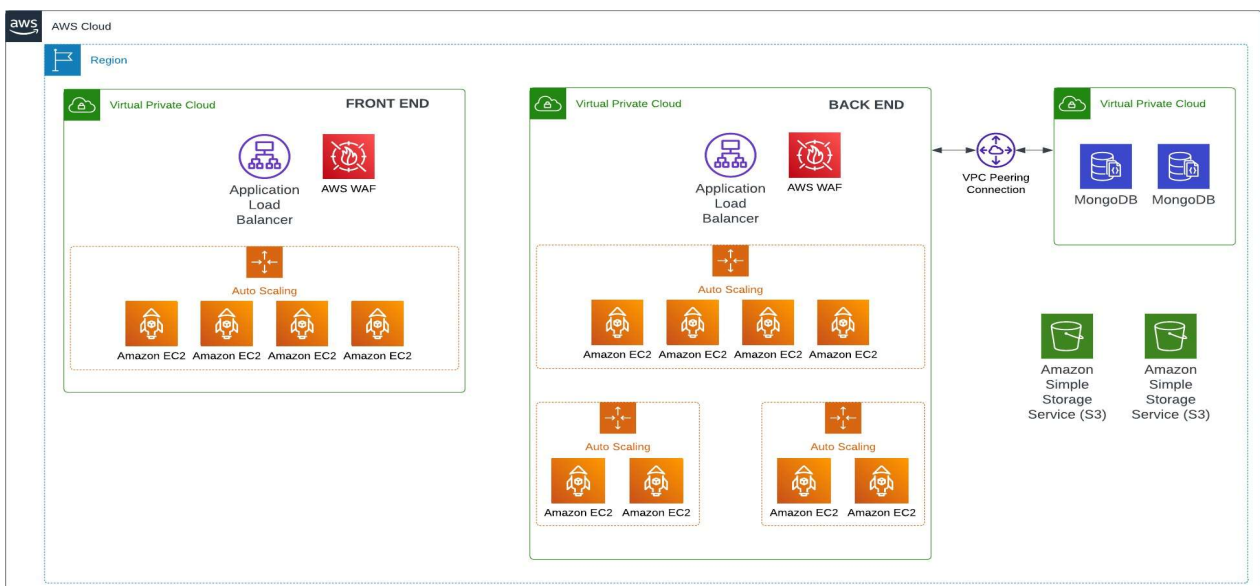 aws
AWS Cloud
Region
Virtual Private Cloud
FRONT END
Application
Load
Balancer
AWS WAF
Auto Scaling
Amazon EC2
Amazon EC2
Amazon EC2
Amazon EC2
Virtual Private Cloud
BACK END
Application
Load
Balancer
AWS WAF
Auto Scaling
Amazon EC2
Amazon EC2
Amazon EC2
Amazon EC2
Auto Scaling
Amazon EC2
Amazon EC2
Auto Scaling
Amazon EC2
Amazon EC2
VPC Peering
Connection
Virtual Private Cloud
MongoDB
MongoDB
Amazon
Simple
Storage
Service (S3)
Amazon
Simple
Storage
Service (S3)